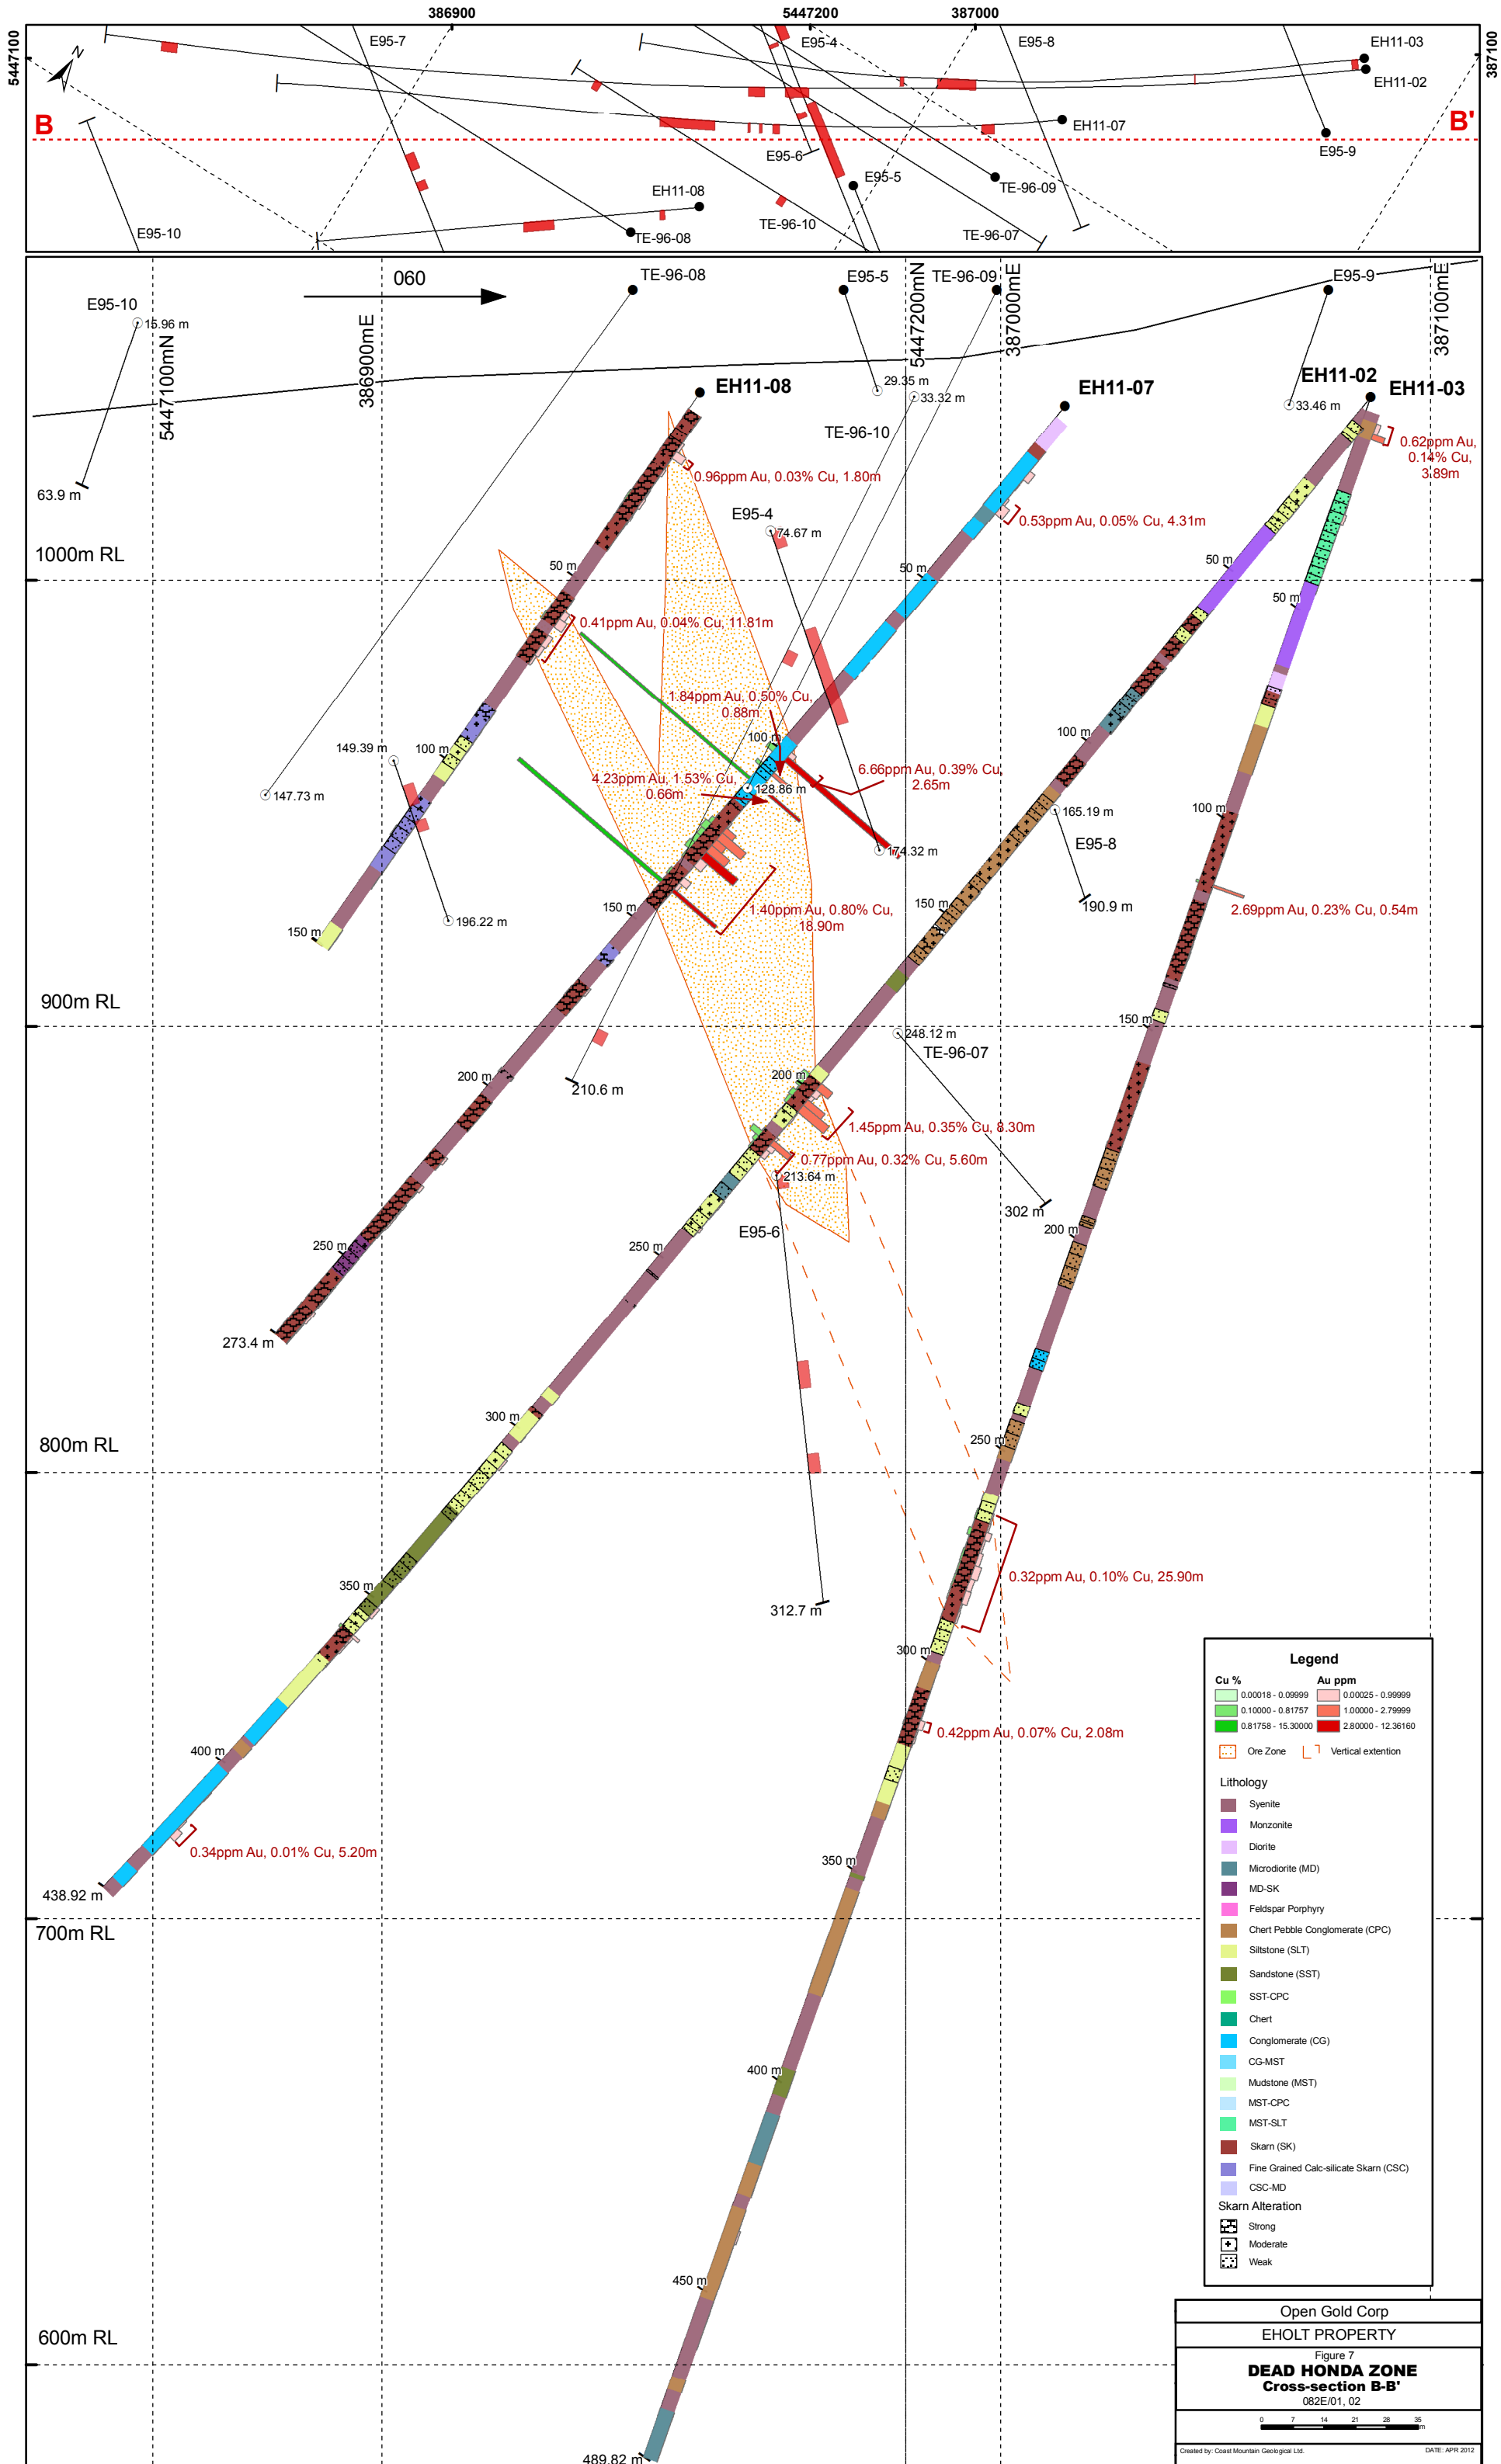 386900
5447200
387000
5447100
387100
N
E95-7
E95-4
E95-8
EH11-03
EH11-02
EH11-07
B
B'
E95-6
E95-9
E95-5
TE-96-09
EH11-08
E95-10
TE-96-08
TE-96-10
TE-96-07
060
TE-96-08
E95-5
TE-96-09
E95-9
E95-10
15.96 m
5447100mN
386900mE
5447200mN
387000mE
387100mE
EH11-08
EH11-07
EH11-02
EH11-03
29.35 m
33.32 m
33.46 m
TE-96-10
0.62ppm Au,
0.14% Cu,
3.89m
63.9 m
0.96ppm Au, 0.03% Cu, 1.80m
E95-4
74.67 m
0.53ppm Au, 0.05% Cu, 4.31m
1000m RL
50 m
50 m
50 m
50 m
0.41ppm Au, 0.04% Cu, 11.81m
1.84ppm Au, 0.50% Cu,
0.88m
100 m
100 m
100 m
149.39 m
147.73 m
4.23ppm Au, 1.53% Cu,
0.66m
128.86 m
6.66ppm Au, 0.39% Cu,
2.65m
165.19 m
100 m
E95-8
174.32 m
150 m
196.22 m
150 m
1.40ppm Au, 0.80% Cu,
18.90m
150 m
190.9 m
2.69ppm Au, 0.23% Cu, 0.54m
900m RL
150 m
248.12 m
TE-96-07
200 m
210.6 m
200 m
1.45ppm Au, 0.35% Cu, 8.30m
0.77ppm Au, 0.32% Cu, 5.60m
213.64 m
302 m
E95-6
200 m
250 m
250 m
273.4 m
300 m
250 m
800m RL
350 m
0.32ppm Au, 0.10% Cu, 25.90m
312.7 m
300 m
400 m
0.42ppm Au, 0.07% Cu, 2.08m
0.34ppm Au, 0.01% Cu, 5.20m
350 m
438.92 m
700m RL
400 m
450 m
600m RL
489.82 m
Legend
Cu %
Au ppm
0.00018 - 0.09999
0.00025 - 0.99999
0.10000 - 0.81757
1.00000 - 2.79999
0.81758 - 15.30000
2.80000 - 12.36160
Ore Zone
Vertical extention
Lithology
Syenite
Monzonite
Diorite
Microdiorite (MD)
MD-SK
Feldspar Porphyry
Chert Pebble Conglomerate (CPC)
Siltstone (SLT)
Sandstone (SST)
SST-CPC
Chert
Conglomerate (CG)
CG-MST
Mudstone (MST)
MST-CPC
MST-SLT
Skarn (SK)
Fine Grained Calc-silicate Skarn (CSC)
CSC-MD
Skarn Alteration
Strong
Moderate
Weak
Open Gold Corp
EHOLT PROPERTY
Figure 7
DEAD HONDA ZONE
Cross-section B-B'
082E/01, 02
0 7 14 21 28 35
m
Created by: Coast Mountain Geological Ltd.
DATE: APR 2012